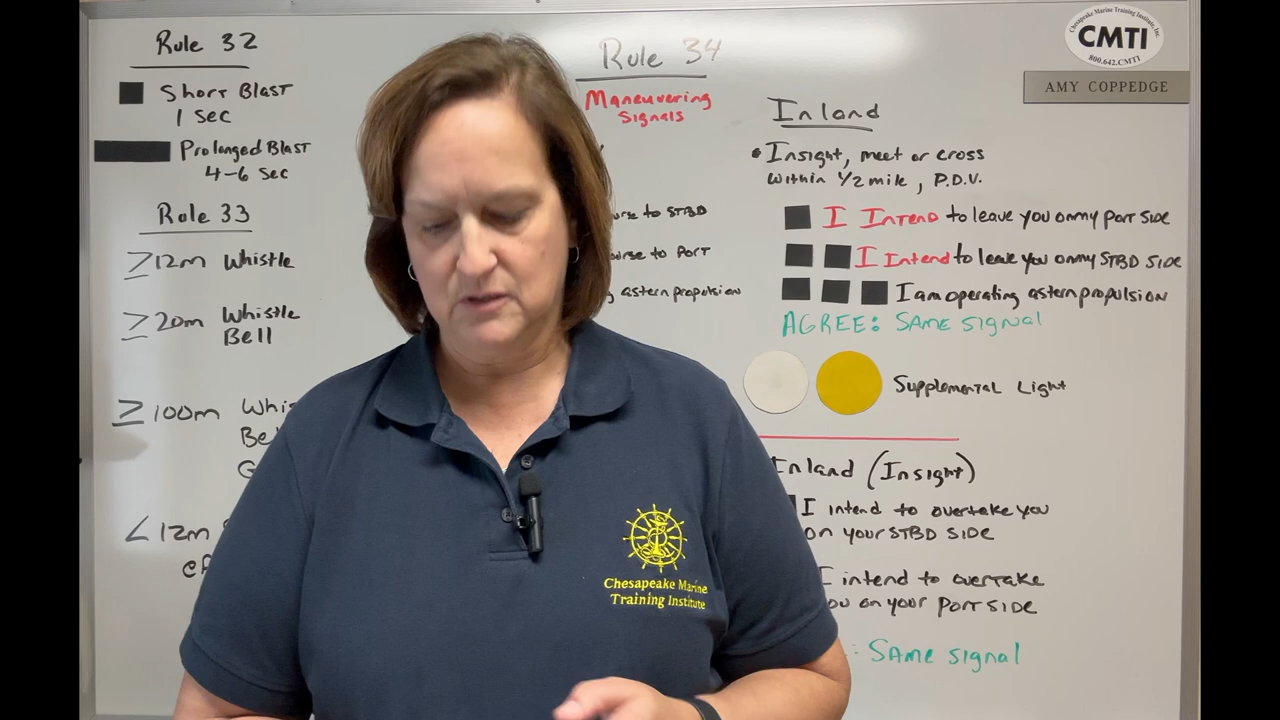 Rule 32
Short Blast
1 Sec
Prolonged Blast
4-6 Sec
Rule 33
≥12m Whistle
≥20m Whistle
Bell
≥100m Whis
Be
G
<12m
Rule 34
Maneuvering
Signals
urse to STBD
ourse to Port
g astern propulsion
Inland
• Insight, meet or cross
within 1/2 mile, P.D.V.
I Intend to leave you on my Port side
I Intend to leave you on my STBD SIDE
I am operating astern propulsion
AGREE: SAME signal
Supplemental Light
Inland (Insight)
I intend to overtake you
on your STBD SIDE
I intend to overtake
ou on your Port side
: SAME signal
Chesapeake Marine Training Institute, Inc.
CMTI
800.642.CMTI
AMY COPPEDGE
Chesapeake Marine
Training Institute